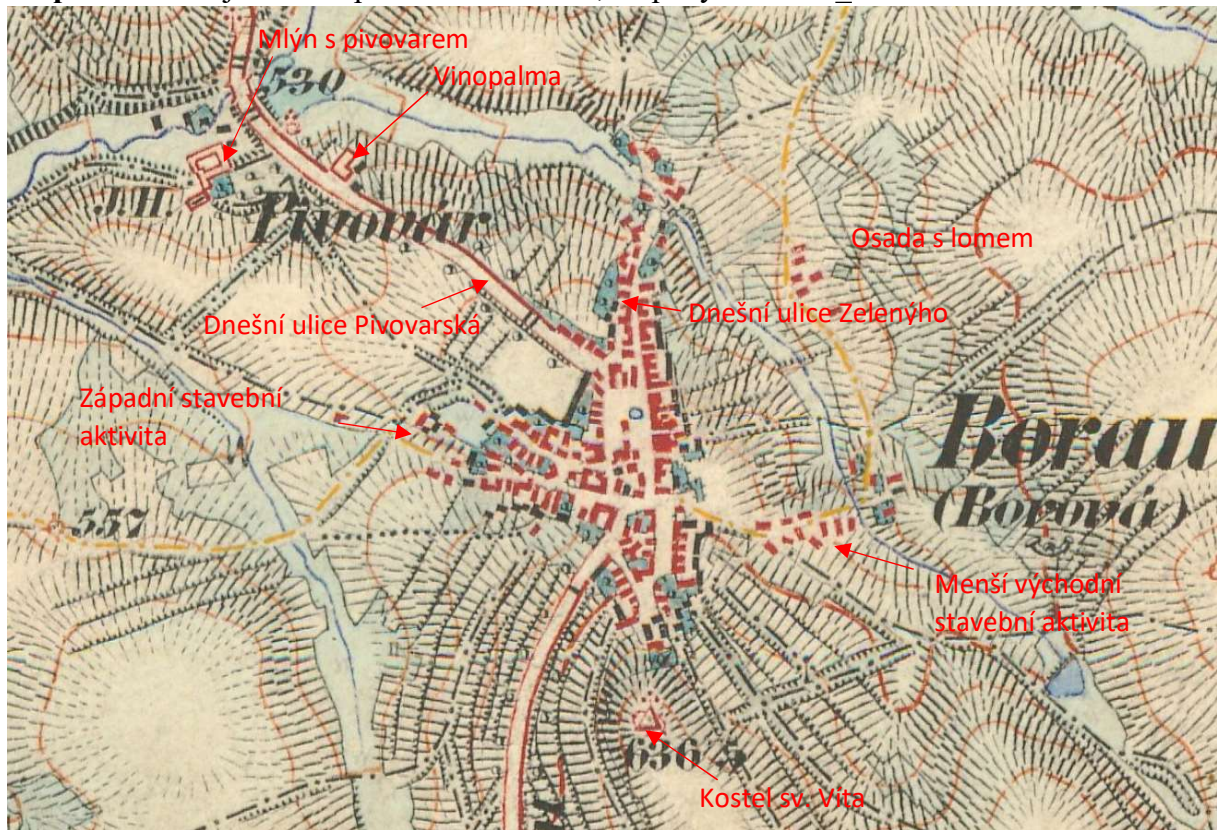 Mlýn s pivovarem
530
Vinopalma
J.H.
Pivovár
Osada s lomem
Dnešní ulice Pivovarská
Dnešní ulice Zelenýho
Západní stavební
aktivita
Borau
(Borová)
557
Menší východní
stavební aktivita
Kostel sv. Víta